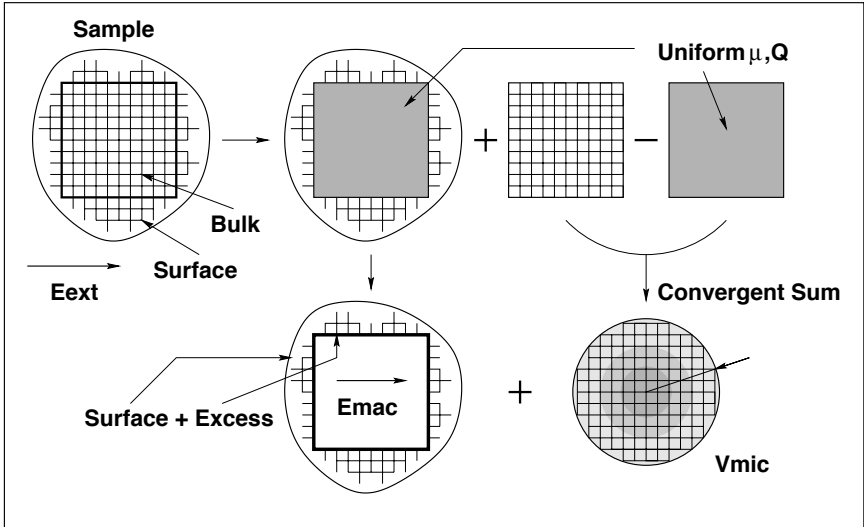 Sample
Uniform μ,Q
+
−
Bulk
Surface
Eext
Convergent Sum
Emac
+
Surface + Excess
Vmic